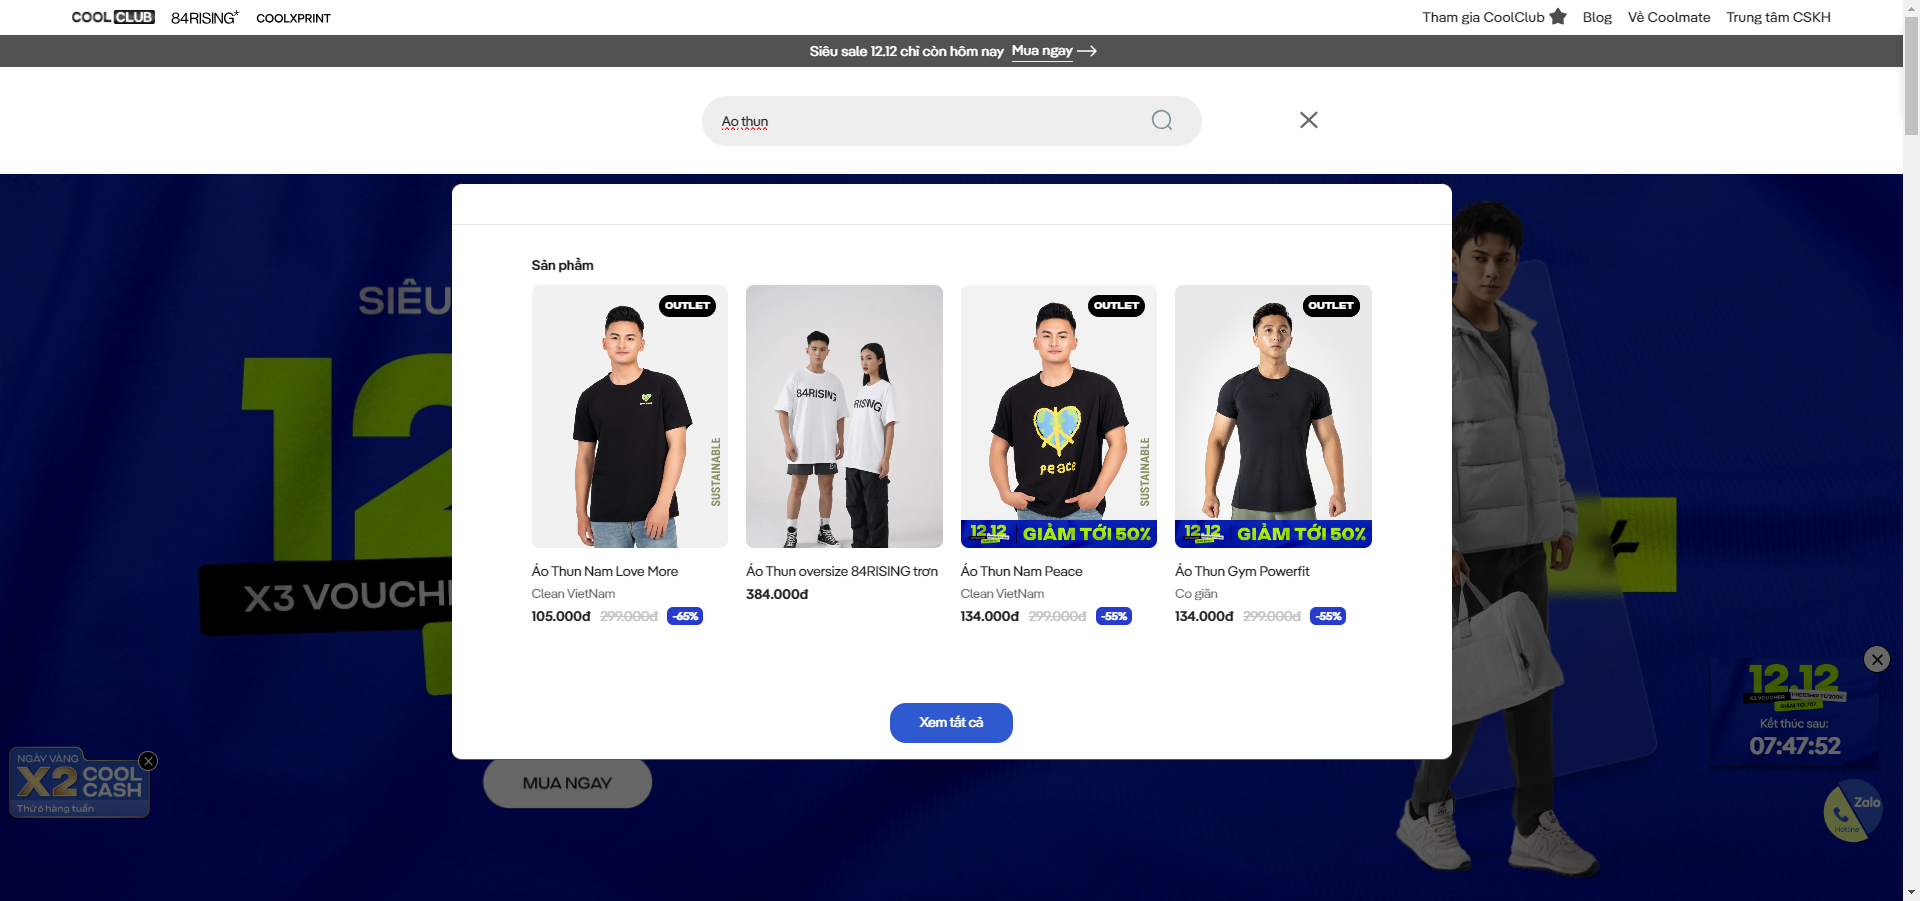 COOLCLUB 84RISING* COOLXPRINT
Tham gia CoolClub Blog Về Coolmate Trung tâm CSKH
Siêu sale 12.12 chỉ còn hôm nay Mua ngay
Ao thun
SIÊU
12
X3 VOUCH
MUA NGAY
Sản phẩm
OUTLET
SUSTAINABLE
84RISING
RISING
OUTLET
peace
SUSTAINABLE
12.12 GIẢM TỚI 50%
OUTLET
12.12 GIẢM TỚI 50%
Áo Thun Nam Love More
Clean VietNam
105.000đ 299.000đ -65%
Áo Thun oversize 84RISING trơn
384.000đ
Áo Thun Nam Peace
Clean VietNam
134.000đ 299.000đ -55%
Áo Thun Gym Powerfit
Co giãn
134.000đ 299.000đ -55%
Xem tất cả
NGÀY VÀNG
X2 COOL
CASH
Thứ 6 hàng tuần
12.12
X3 VOUCHER
Kết thúc sau:
07:47:52
Zalo
Hotline